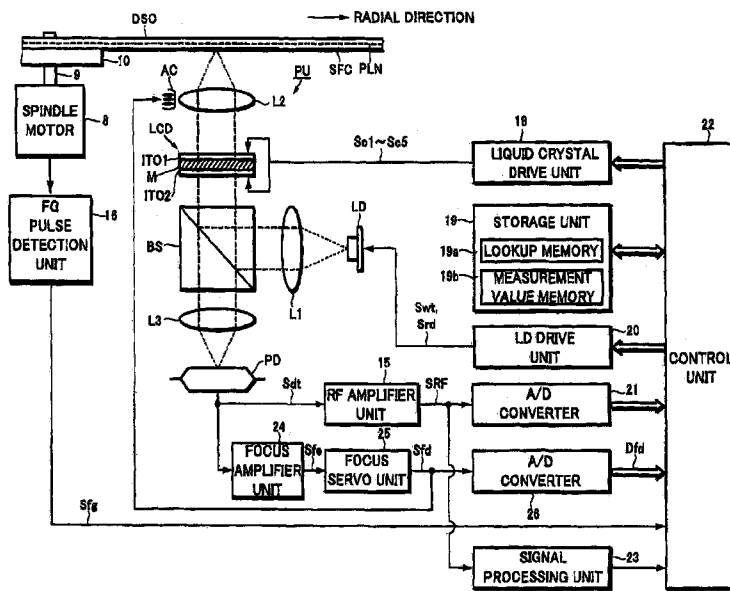 DSC
RADIAL DIRECTION
10
SFC
PLN
9
AC
PU
L2
SPINDLE
MOTOR
8
LCD
ITO1
M
ITO2
Sc1~Sc5
18
LIQUID CRYSTAL
DRIVE UNIT
22
FG
PULSE
DETECTION
UNIT
16
BS
LD
L1
19
STORAGE UNIT
19a
LOOKUP MEMORY
19b
MEASUREMENT
VALUE MEMORY
L3
Swt,
Srd
20
LD DRIVE
UNIT
CONTROL
UNIT
PD
Sdt
15
RF AMPLIFIER
UNIT
SRF
21
A/D
CONVERTER
24
FOCUS
AMPLIFIER
UNIT
Sfe
25
FOCUS
SERVO UNIT
Sfd
A/D
CONVERTER
26
Dfd
Sfg
SIGNAL
PROCESSING UNIT
23